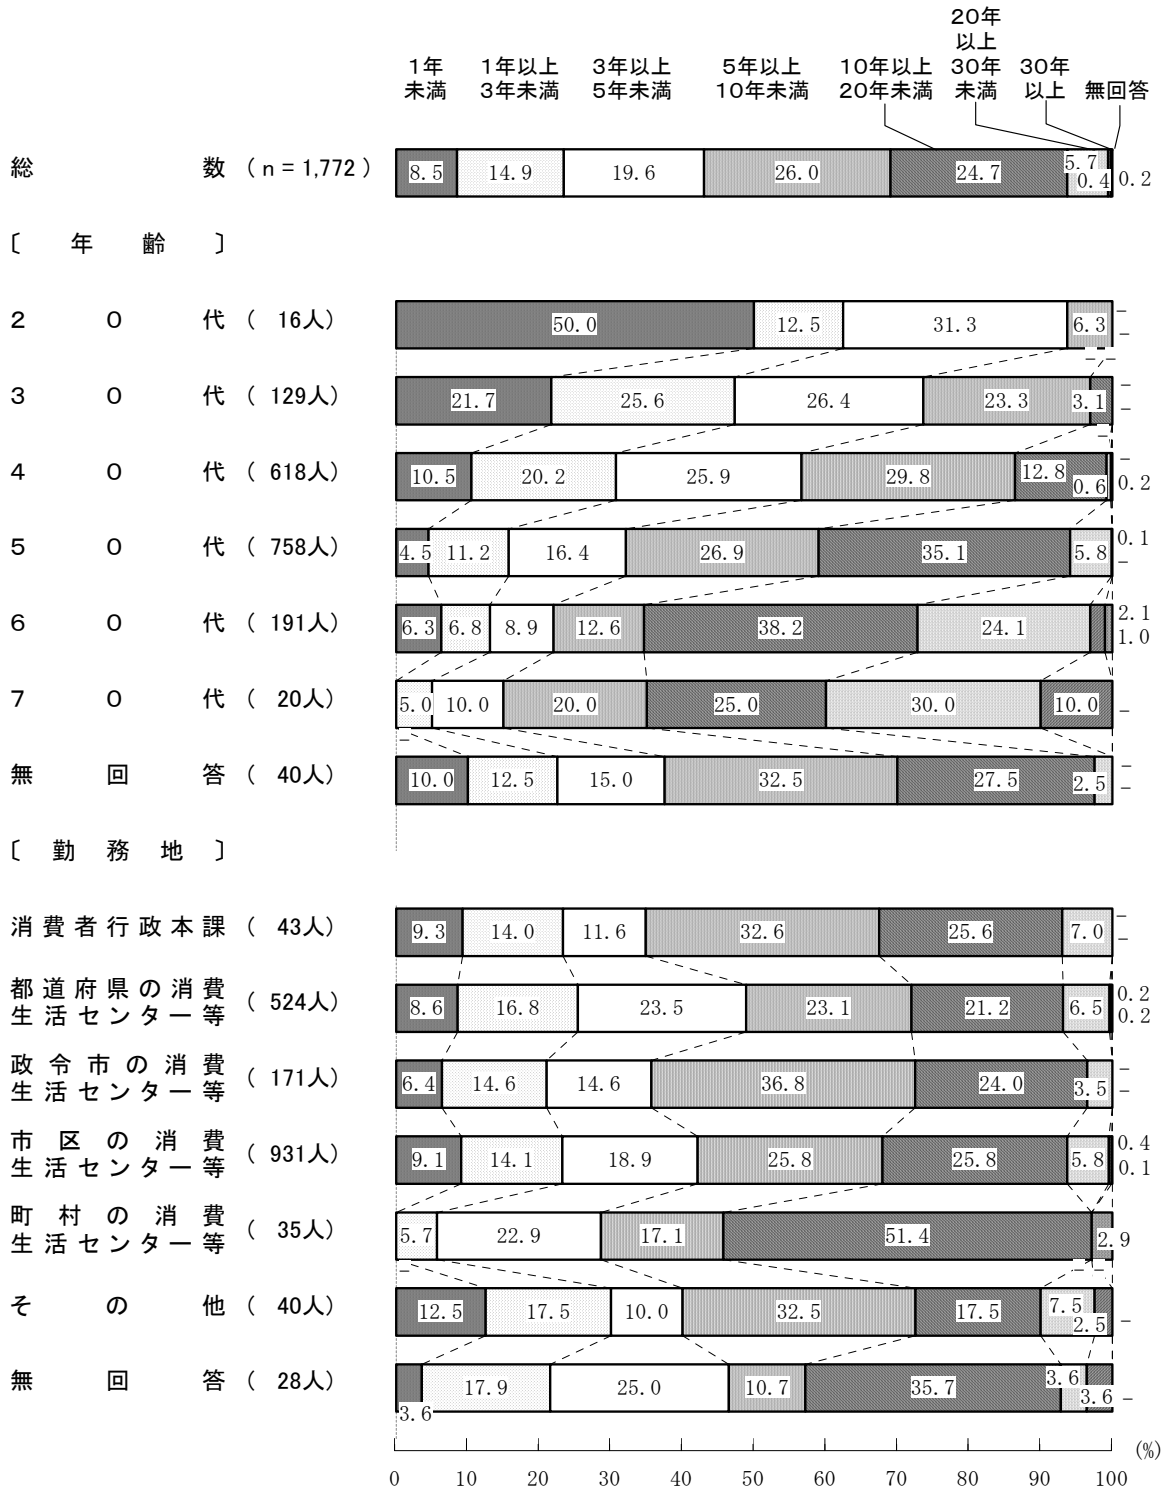 1年
未満
1年以上
3年未満
3年以上
5年未満
5年以上
10年未満
10年以上
20年未満
20年
以上
30年
未満
30年
以上
無回答
総数 (n=1,772) 8.5 14.9 19.6 26.0 24.7 5.7 0.4 0.2
〔年齢〕
20代 (16人) 50.0 12.5 31.3 6.3 - - - -
30代 (129人) 21.7 25.6 26.4 23.3 3.1 - - -
40代 (618人) 10.5 20.2 25.9 29.8 12.8 0.6 - 0.2
50代 (758人) 4.5 11.2 16.4 26.9 35.1 5.8 0.1 -
60代 (191人) 6.3 6.8 8.9 12.6 38.2 24.1 2.1 1.0
70代 (20人) - 5.0 10.0 20.0 25.0 30.0 10.0 -
無回答 (40人) 10.0 12.5 15.0 32.5 27.5 2.5 - -
〔勤務地〕
消費者行政本課 (43人) 9.3 14.0 11.6 32.6 25.6 7.0 - -
都道府県の消費
生活センター等 (524人) 8.6 16.8 23.5 23.1 21.2 6.5 0.2 0.2
政令市の消費
生活センター等 (171人) 6.4 14.6 14.6 36.8 24.0 3.5 - -
市区の消費
生活センター等 (931人) 9.1 14.1 18.9 25.8 25.8 5.8 0.4 0.1
町村の消費
生活センター等 (35人) - 5.7 22.9 17.1 51.4 - - 2.9
その他 (40人) 12.5 17.5 10.0 32.5 17.5 7.5 2.5 -
無回答 (28人) 3.6 17.9 25.0 10.7 35.7 3.6 3.6 -
0 10 20 30 40 50 60 70 80 90 100 (%)